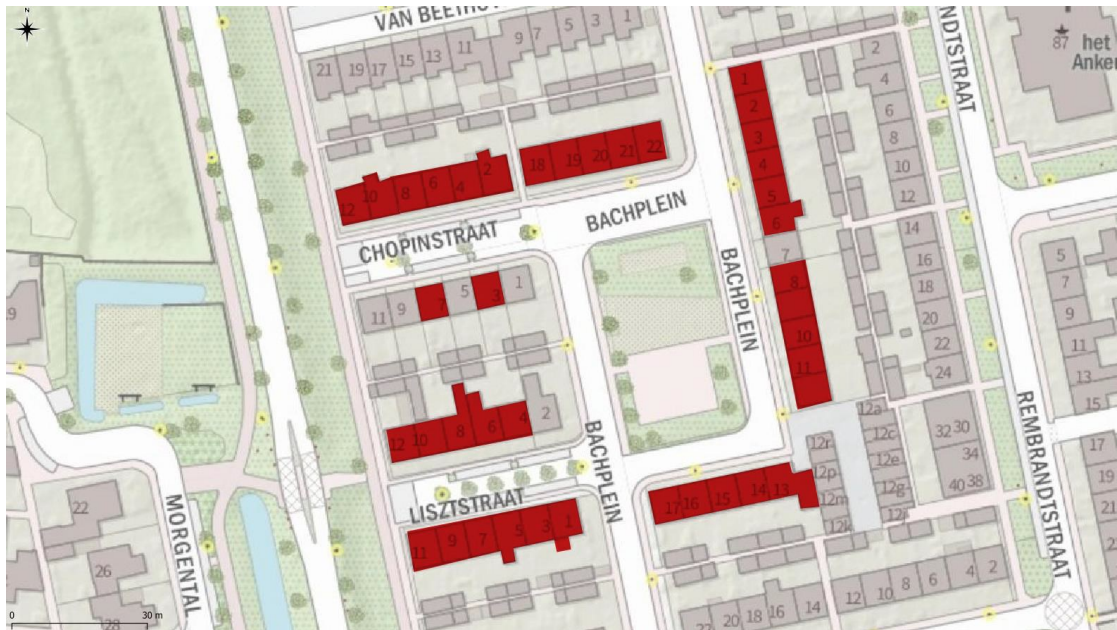 N
VAN BEETHOV
21 19 17 15 13 11 9 7 5 3 1
12 10 8 6 4 2
18 19 20 21 22
CHOPINSTRAAT
BACHPLEIN
11 9 7 5 3 1
12 10 8 6 4 2
LISZTSTRAAT
11 9 7 5 3 1
BACHPLEIN
BACHPLEIN
1
2
3
4
5
6
7
8
10
11
17 16 15 14 13
12r
12p
12m
12k
12a
12c
12e
12g
12i
2
4
6
8
10
12
14
16
18
20
22
24
32 30
34
40 38
NDTSTRAAT
REMBRANDTSTRAAT
87
het
Anker
5
7
9
11
13
15
17
19
21
22 20 18 16 14 12 10 8 6 4 2
MORGENTAL
22
26
28
0 30 m